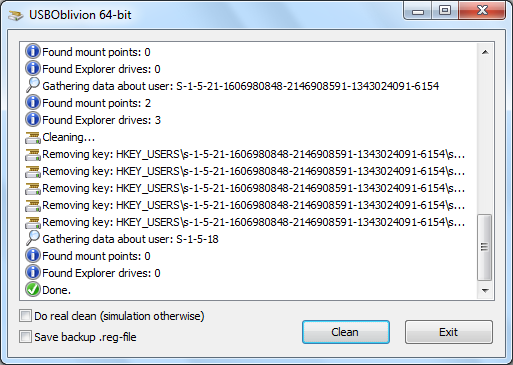 USBOblivion 64-bit
Found mount points: 0
Found Explorer drives: 0
Gathering data about user: S-1-5-21-1606980848-2146908591-1343024091-6154
Found mount points: 2
Found Explorer drives: 3
Cleaning...
Removing key: HKEY_USERS\s-1-5-21-1606980848-2146908591-1343024091-6154\s...
Removing key: HKEY_USERS\s-1-5-21-1606980848-2146908591-1343024091-6154\s...
Removing key: HKEY_USERS\s-1-5-21-1606980848-2146908591-1343024091-6154\s...
Removing key: HKEY_USERS\s-1-5-21-1606980848-2146908591-1343024091-6154\s...
Removing key: HKEY_USERS\s-1-5-21-1606980848-2146908591-1343024091-6154\s...
Gathering data about user: S-1-5-18
Found mount points: 0
Found Explorer drives: 0
Done.
Do real clean (simulation otherwise)
Save backup .reg-file
Clean
Exit